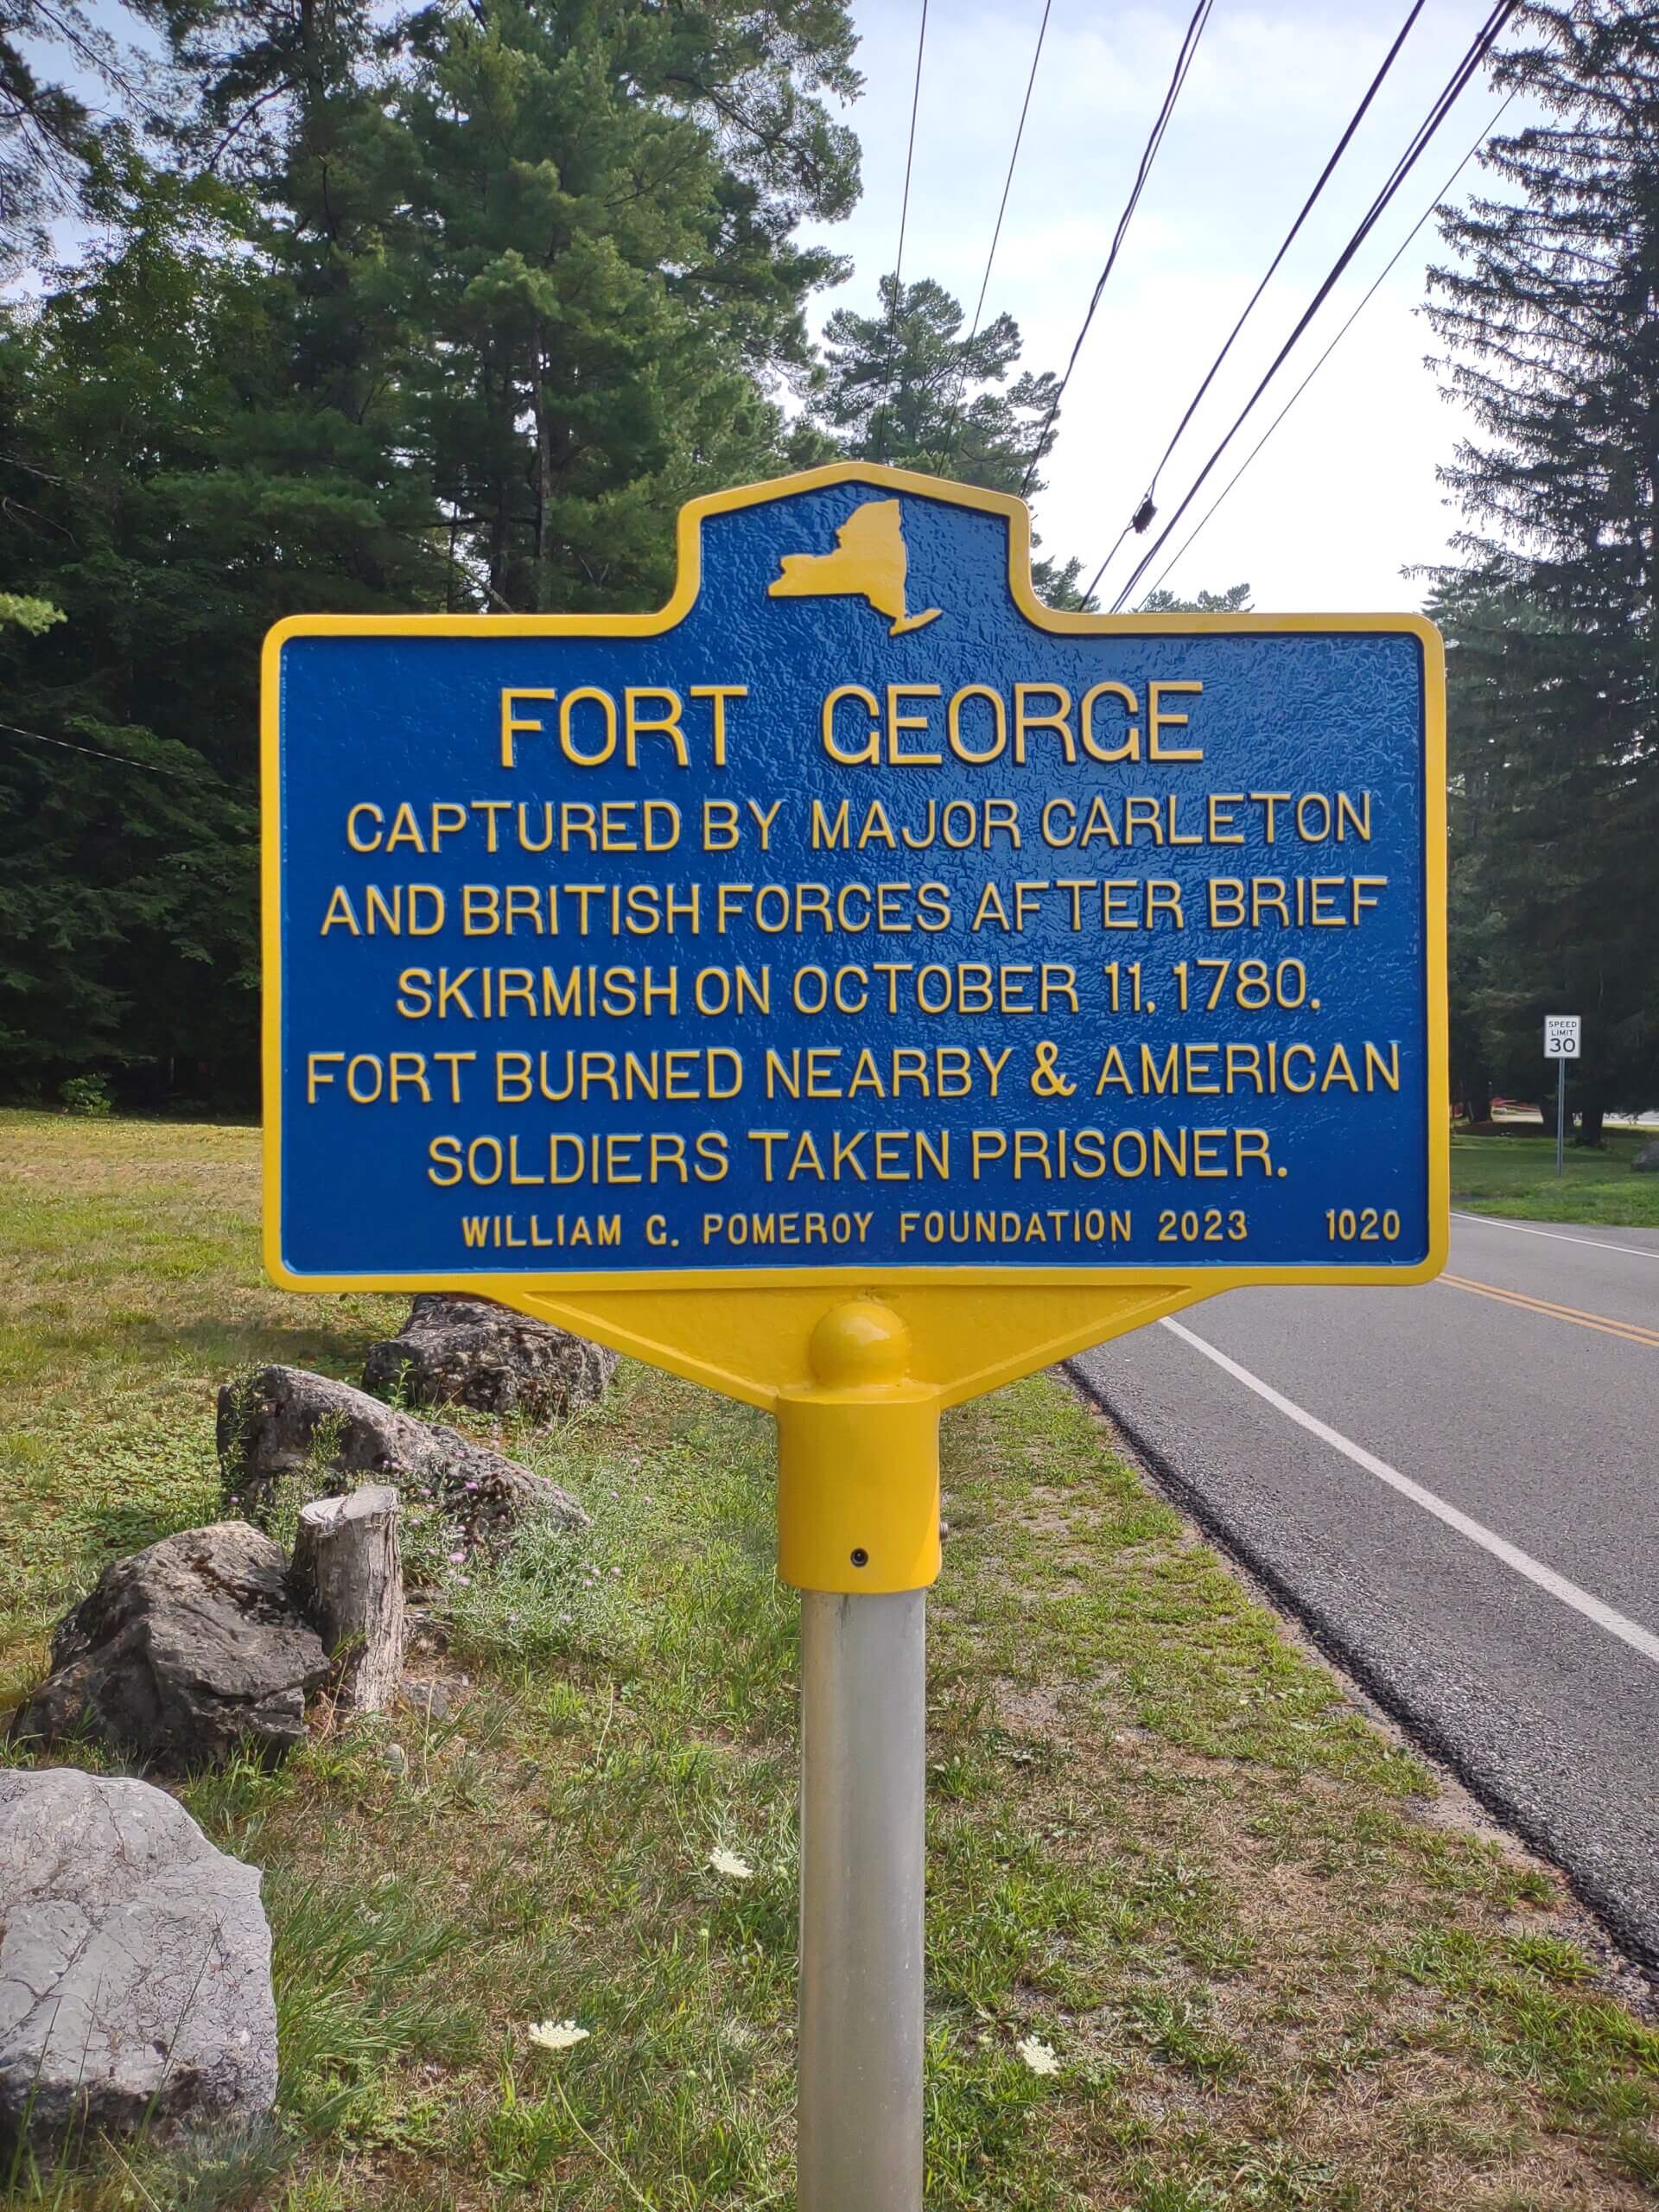 FORT GEORGE
CAPTURED BY MAJOR CARLETON
AND BRITISH FORCES AFTER BRIEF
SKIRMISH ON OCTOBER 11, 1780.
FORT BURNED NEARBY & AMERICAN
SOLDIERS TAKEN PRISONER.
WILLIAM G. POMEROY FOUNDATION 2023 1020
SPEED
LIMIT
30